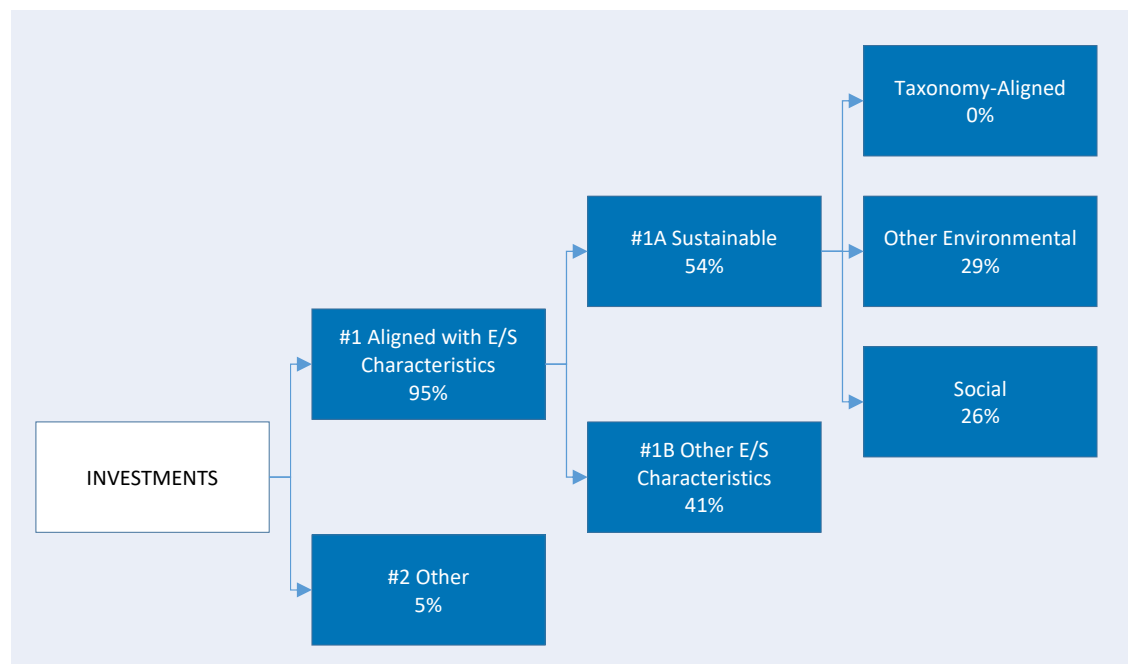 INVESTMENTS
#1 Aligned with E/S
Characteristics
95%
#2 Other
5%
#1A Sustainable
54%
#1B Other E/S
Characteristics
41%
Taxonomy-Aligned
0%
Other Environmental
29%
Social
26%